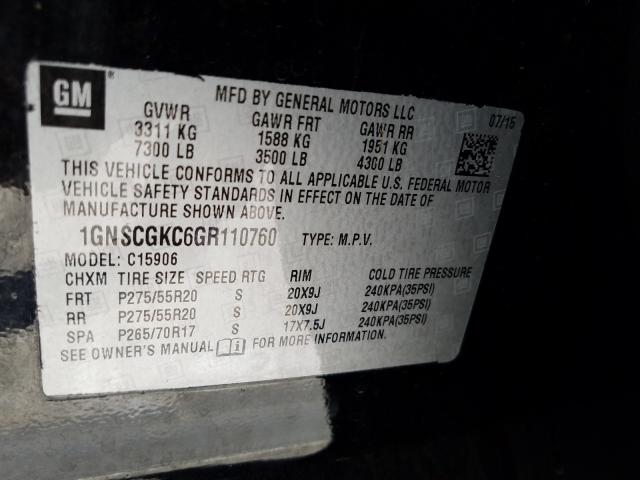 GM ®
MFD BY GENERAL MOTORS LLC
07/15
GVWR GAWR FRT GAWR RR
3311 KG 1588 KG 1951 KG
7300 LB 3500 LB 4300 LB
THIS VEHICLE CONFORMS TO ALL APPLICABLE U.S. FEDERAL MOTOR
VEHICLE SAFETY STANDARDS IN EFFECT ON THE DATE OF
MANUFACTURE SHOWN ABOVE.
1GNSCGKC6GR110760 TYPE: M.P.V.
MODEL: C15906
CHXM TIRE SIZE SPEED RTG RIM COLD TIRE PRESSURE
FRT P275/55R20 S 20X9J 240KPA(35PSI)
RR P275/55R20 S 20X9J 240KPA(35PSI)
SPA P265/70R17 S 17X7.5J 240KPA(35PSI)
SEE OWNER'S MANUAL FOR MORE INFORMATION.